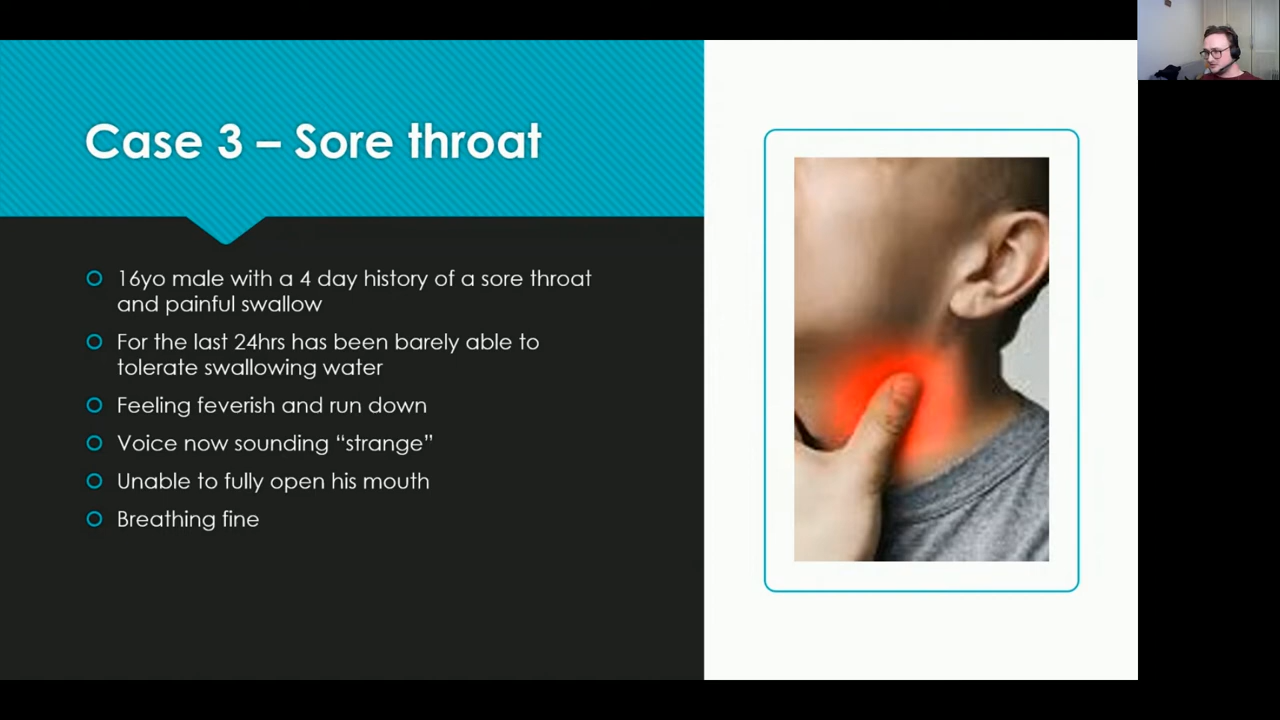 Case 3 – Sore throat
16yo male with a 4 day history of a sore throat
and painful swallow
For the last 24hrs has been barely able to
tolerate swallowing water
Feeling feverish and run down
Voice now sounding “strange”
Unable to fully open his mouth
Breathing fine